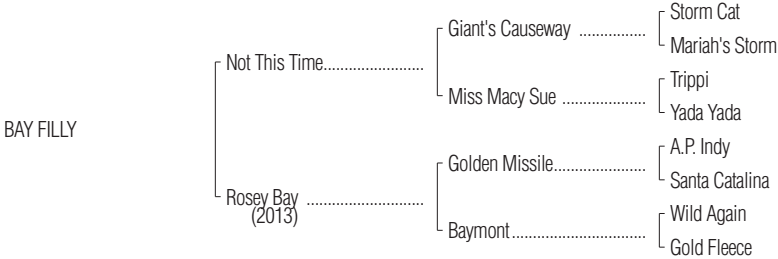 Storm Cat
Giant's Causeway ................
Mariah's Storm
Not This Time.......................
Trippi
Miss Macy Sue ....................
Yada Yada
BAY FILLY
A.P. Indy
Golden Missile......................
Santa Catalina
Rosey Bay ...........................
(2013)
Wild Again
Baymont................................
Gold Fleece